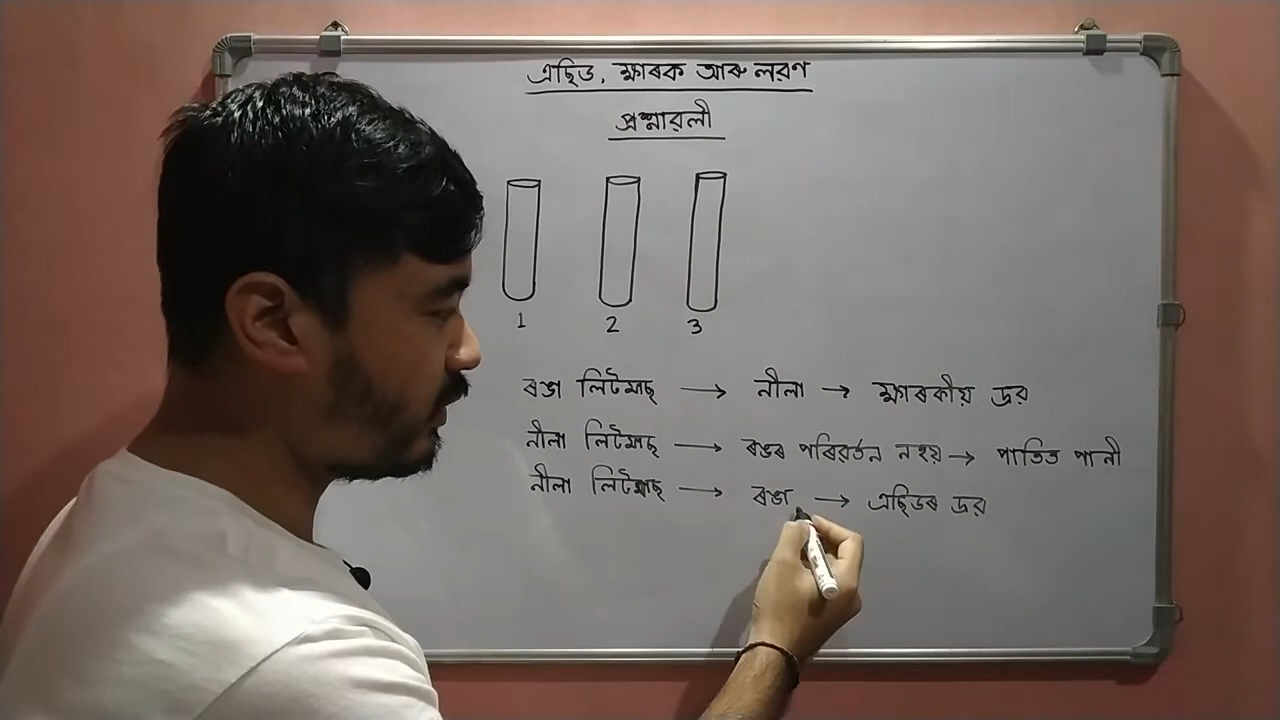 এছিড, ক্ষাৰক আৰু লৱণ
প্ৰশ্নাৱলী
1 2 3
ৰঙা লিটমাছ → নীলা → ক্ষাৰকীয় দ্ৰৱ
নীলা লিটমাছ → ৰঙৰ পৰিৱৰ্তন নহয় → পাতিত পানী
নীলা লিটমাছ → ৰঙা → এছিডৰ দ্ৰৱ